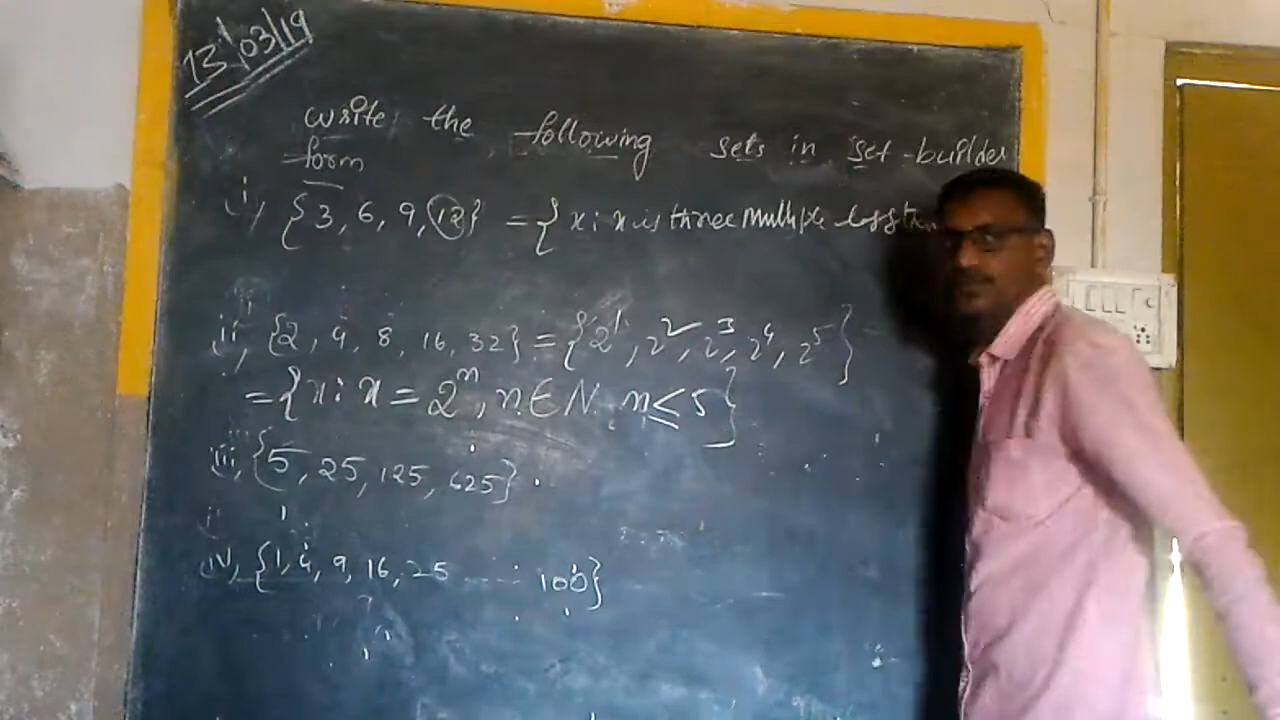 13/03/19
write the following sets in set-builder
form
i, {3, 6, 9, 12} = {x : x is three multiple less than
ii, {2, 4, 8, 16, 32} = {2¹, 2², 2³, 2⁴, 2⁵}
= {x : x = 2ⁿ, n ∈ N n ≤ 5}
iii, {5, 25, 125, 625}.
iv, {1, 4, 9, 16, 25 ..... 100}